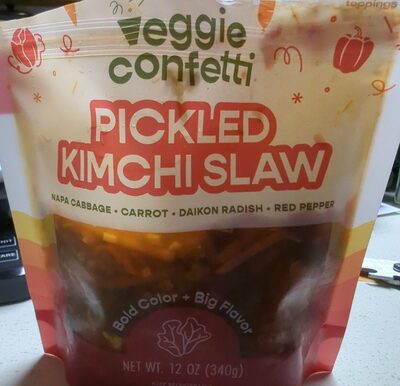 toppings
Veggie
confetti
PICKLED
KIMCHI SLAW
NAPA CABBAGE • CARROT • DAIKON RADISH • RED PEPPER
Bold Color + Big Flavor
NET WT. 12 OZ (340g)